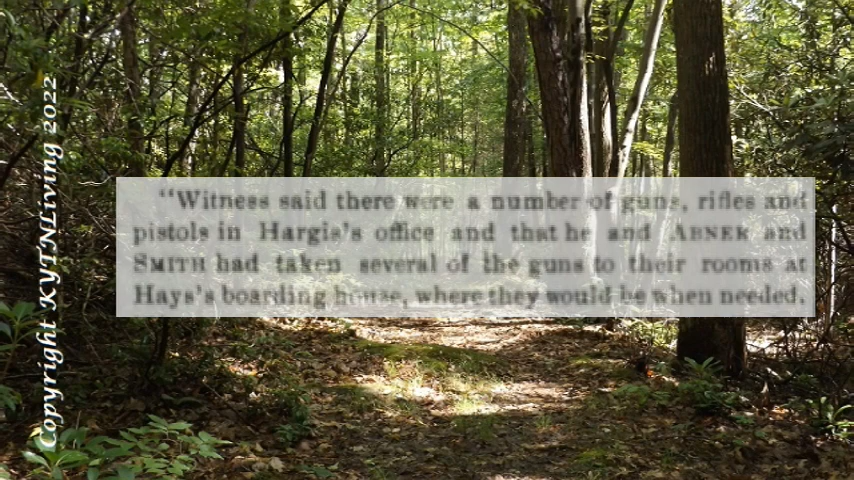 Copyright KYTNLiving 2022
“Witness said there were a number of guns, rifles and
pistols in Hargis's office and that he and ABNER and
SMITH had taken several of the guns to their rooms at
Hays's boarding house, where they would be when needed.